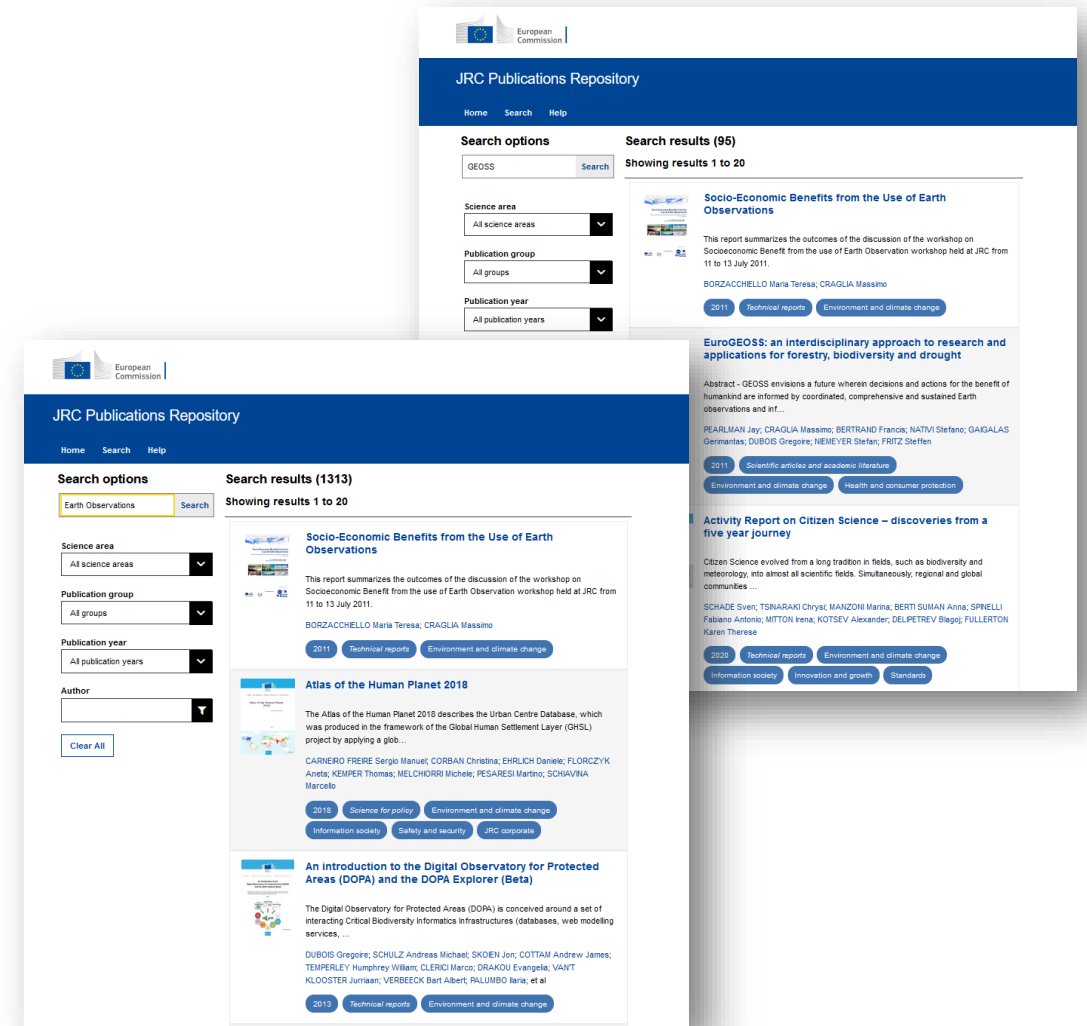 European
Commission
JRC Publications Repository
Home Search Help
Search options
GEOSS Search
Science area
All science areas
Publication group
All groups
Publication year
All publication years
Search results (95)
Showing results 1 to 20
Socio-Economic Benefits from the Use of Earth
Observations
This report summarizes the outcomes of the discussion of the workshop on
Socioeconomic Benefit from the use of Earth Observation workshop held at JRC from
11 to 13 July 2011.
BORZACCHIELLO Maria Teresa; CRAGLIA Massimo
2011 Technical reports Environment and climate change
EuroGEOSS: an interdisciplinary approach to research and
applications for forestry, biodiversity and drought
Abstract - GEOSS envisions a future wherein decisions and actions for the benefit of
humankind are informed by coordinated, comprehensive and sustained Earth
observations and inf...
PEARLMAN Jay; CRAGLIA Massimo; BERTRAND Francis; NATIVI Stefano; GAIGALAS
Gerimantas; DUBOIS Gregoire; NIEMEYER Stefan; FRITZ Steffen
2011 Scientific articles and academic literature
Environment and climate change Health and consumer protection
Activity Report on Citizen Science – discoveries from a
five year journey
Citizen Science evolved from a long tradition in fields, such as biodiversity and
meteorology, into almost all scientific fields. Simultaneously, regional and global
communities ...
SCHADE Sven; TSINARAKI Chrysi; MANZONI Marina; BERTI SUMAN Anna; SPINELLI
Fabiano Antonio; MITTON Irena; KOTSEV Alexander; DELIPETREV Blagoj; FULLERTON
Karen Therese
2020 Technical reports Environment and climate change
Information society Innovation and growth Standards
European
Commission
JRC Publications Repository
Home Search Help
Search options
Earth Observations Search
Science area
All science areas
Publication group
All groups
Publication year
All publication years
Author
Clear All
Search results (1313)
Showing results 1 to 20
Socio-Economic Benefits from the Use of Earth
Observations
This report summarizes the outcomes of the discussion of the workshop on
Socioeconomic Benefit from the use of Earth Observation workshop held at JRC from
11 to 13 July 2011.
BORZACCHIELLO Maria Teresa; CRAGLIA Massimo
2011 Technical reports Environment and climate change
Atlas of the Human Planet 2018
The Atlas of the Human Planet 2018 describes the Urban Centre Database, which
was produced in the framework of the Global Human Settlement Layer (GHSL)
project by applying a glob...
CARNEIRO FREIRE Sergio Manuel; CORBAN Christina; EHRLICH Daniele; FLORCZYK
Aneta; KEMPER Thomas; MELCHIORRI Michele; PESARESI Martino; SCHIAVINA
Marcello
2018 Science for policy Environment and climate change
Information society Safety and security JRC corporate
An introduction to the Digital Observatory for Protected
Areas (DOPA) and the DOPA Explorer (Beta)
The Digital Observatory for Protected Areas (DOPA) is conceived around a set of
interacting Critical Biodiversity Informatics Infrastructures (databases, web modelling
services, ...
DUBOIS Gregoire; SCHULZ Andreas Michael; SKOIEN Jon; COTTAM Andrew James;
TEMPERLEY Humphrey William; CLERICI Marco; DRAKOU Evangelia; VAN'T
KLOOSTER Jurriaan; VERBEECK Bart Albert; PALUMBO Ilaria; et al
2013 Technical reports Environment and climate change